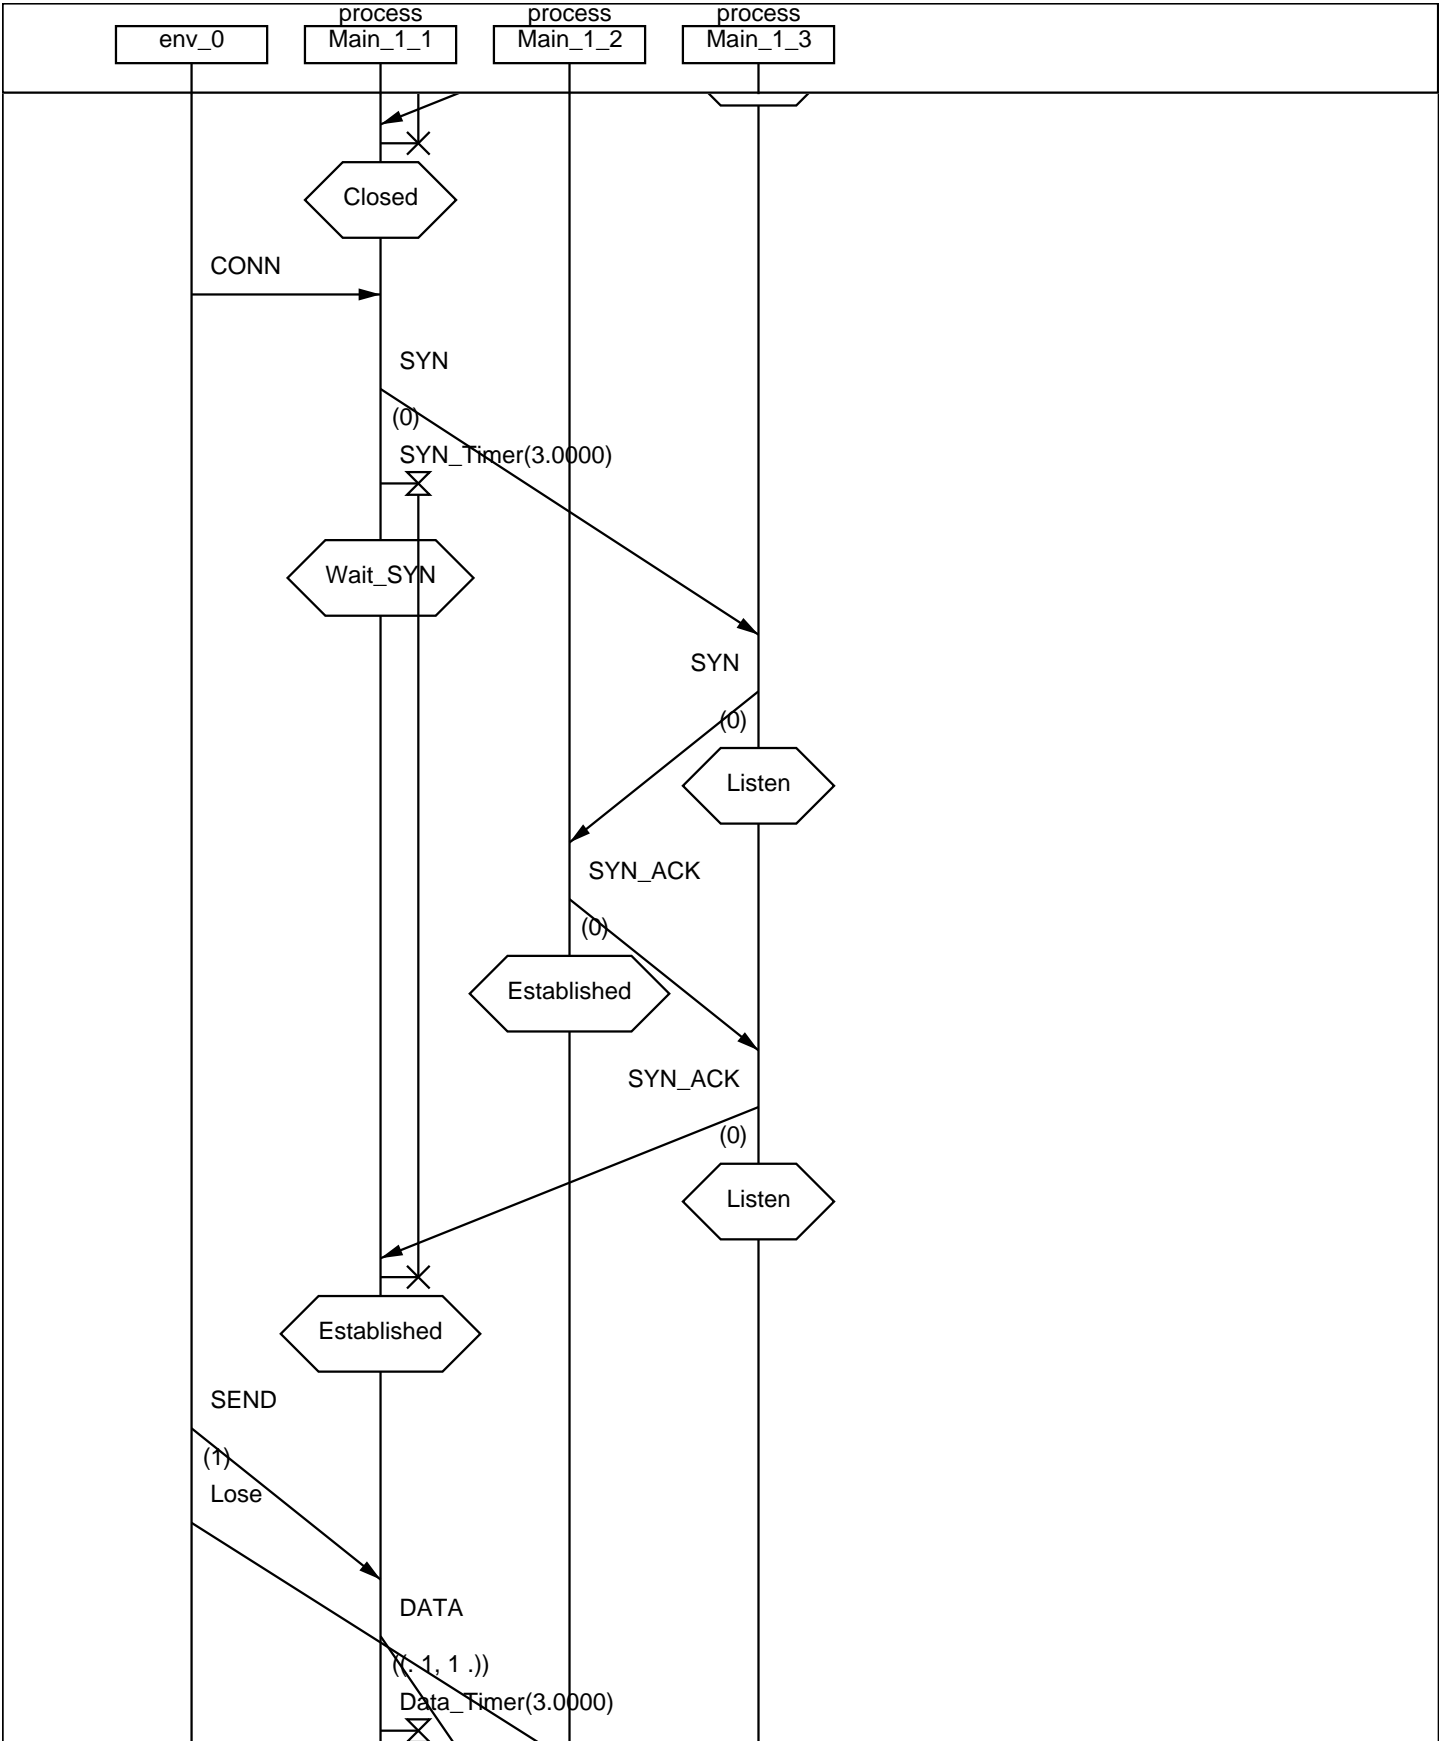 process process process
env_0 Main_1_1 Main_1_2 Main_1_3
Closed
CONN
SYN
(0)
SYN_Timer(3.0000)
Wait_SYN
SYN
(0)
Listen
SYN_ACK
(0)
Established
SYN_ACK
(0)
Listen
Established
SEND
(1)
Lose
DATA
((. 1, 1 .))
Data_Timer(3.0000)